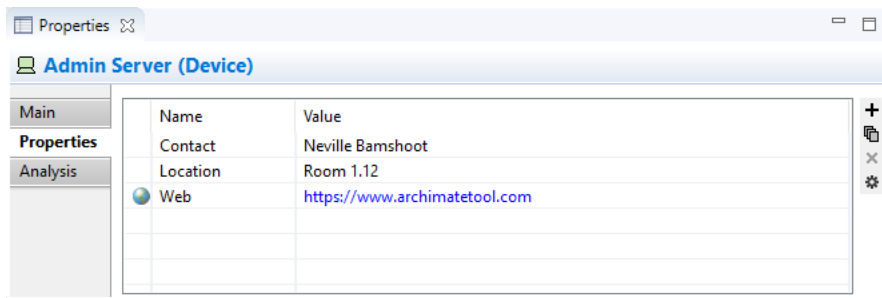 Properties
Admin Server (Device)
Main
Properties
Analysis
Name Value
Contact Neville Bamshoot
Location Room 1.12
Web https://www.archimatetool.com